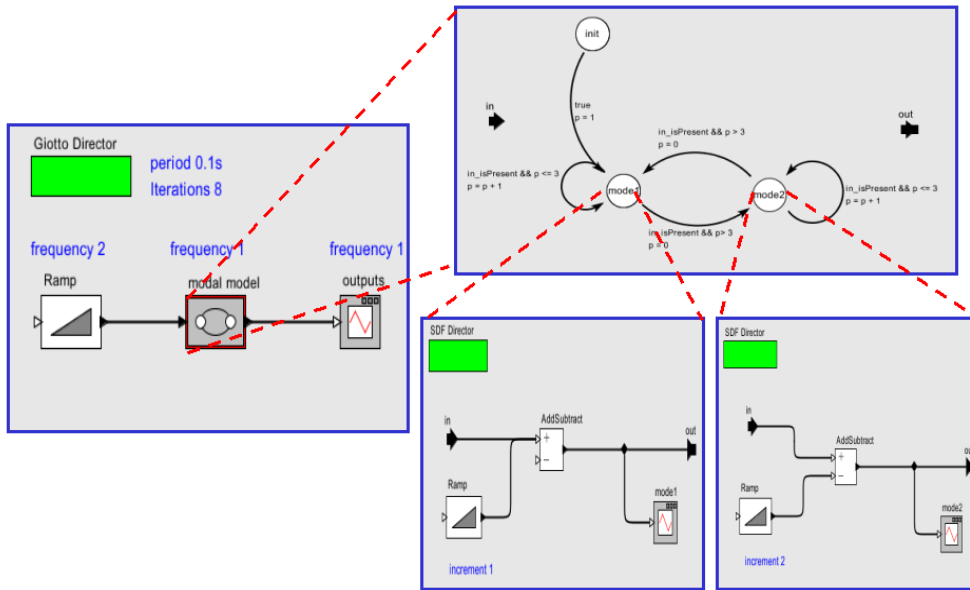 Giotto Director
period 0.1s
Iterations 8
frequency 2
frequency 1
frequency 1
Ramp
modal model
outputs
init
in
true
p = 1
out
in_isPresent && p > 3
p = 0
in_isPresent && p <= 3
p = p + 1
mode1
mode2
in_isPresent && p <= 3
p = p + 1
in_isPresent && p> 3
p = 0
SDF Director
in
AddSubtract
+
−
out
Ramp
mode1
increment 1
SDF Director
in
AddSubtract
+
−
out
Ramp
mode2
increment 2